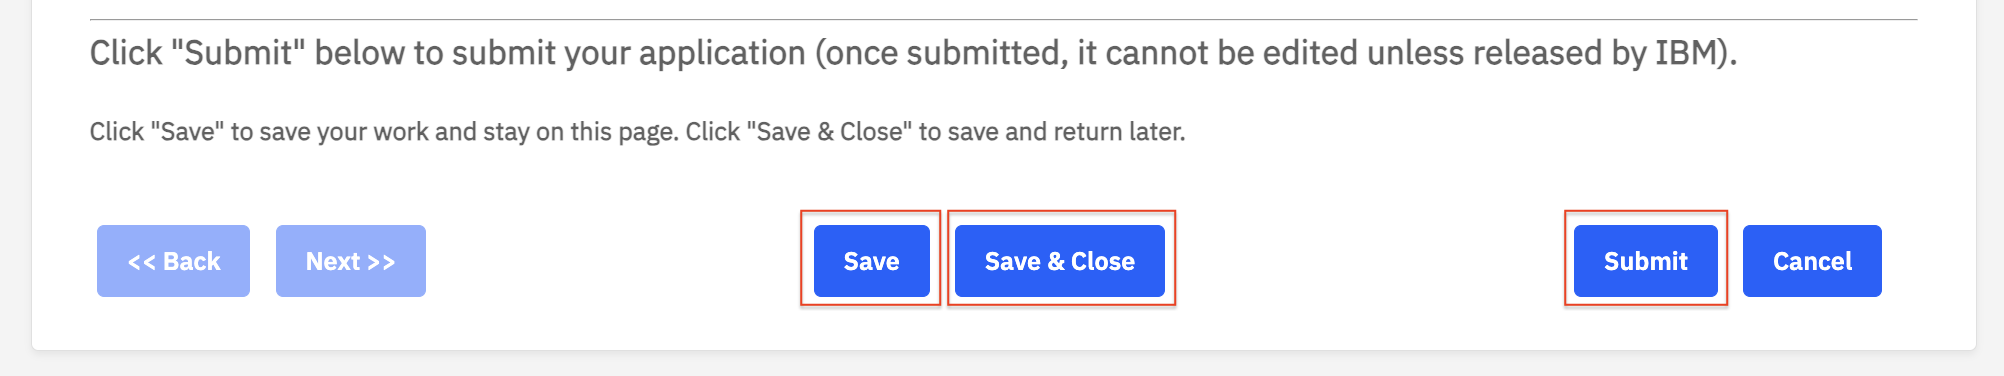 Click "Submit" below to submit your application (once submitted, it cannot be edited unless released by IBM).
Click "Save" to save your work and stay on this page. Click "Save & Close" to save and return later.
<< Back Next >> Save Save & Close Submit Cancel